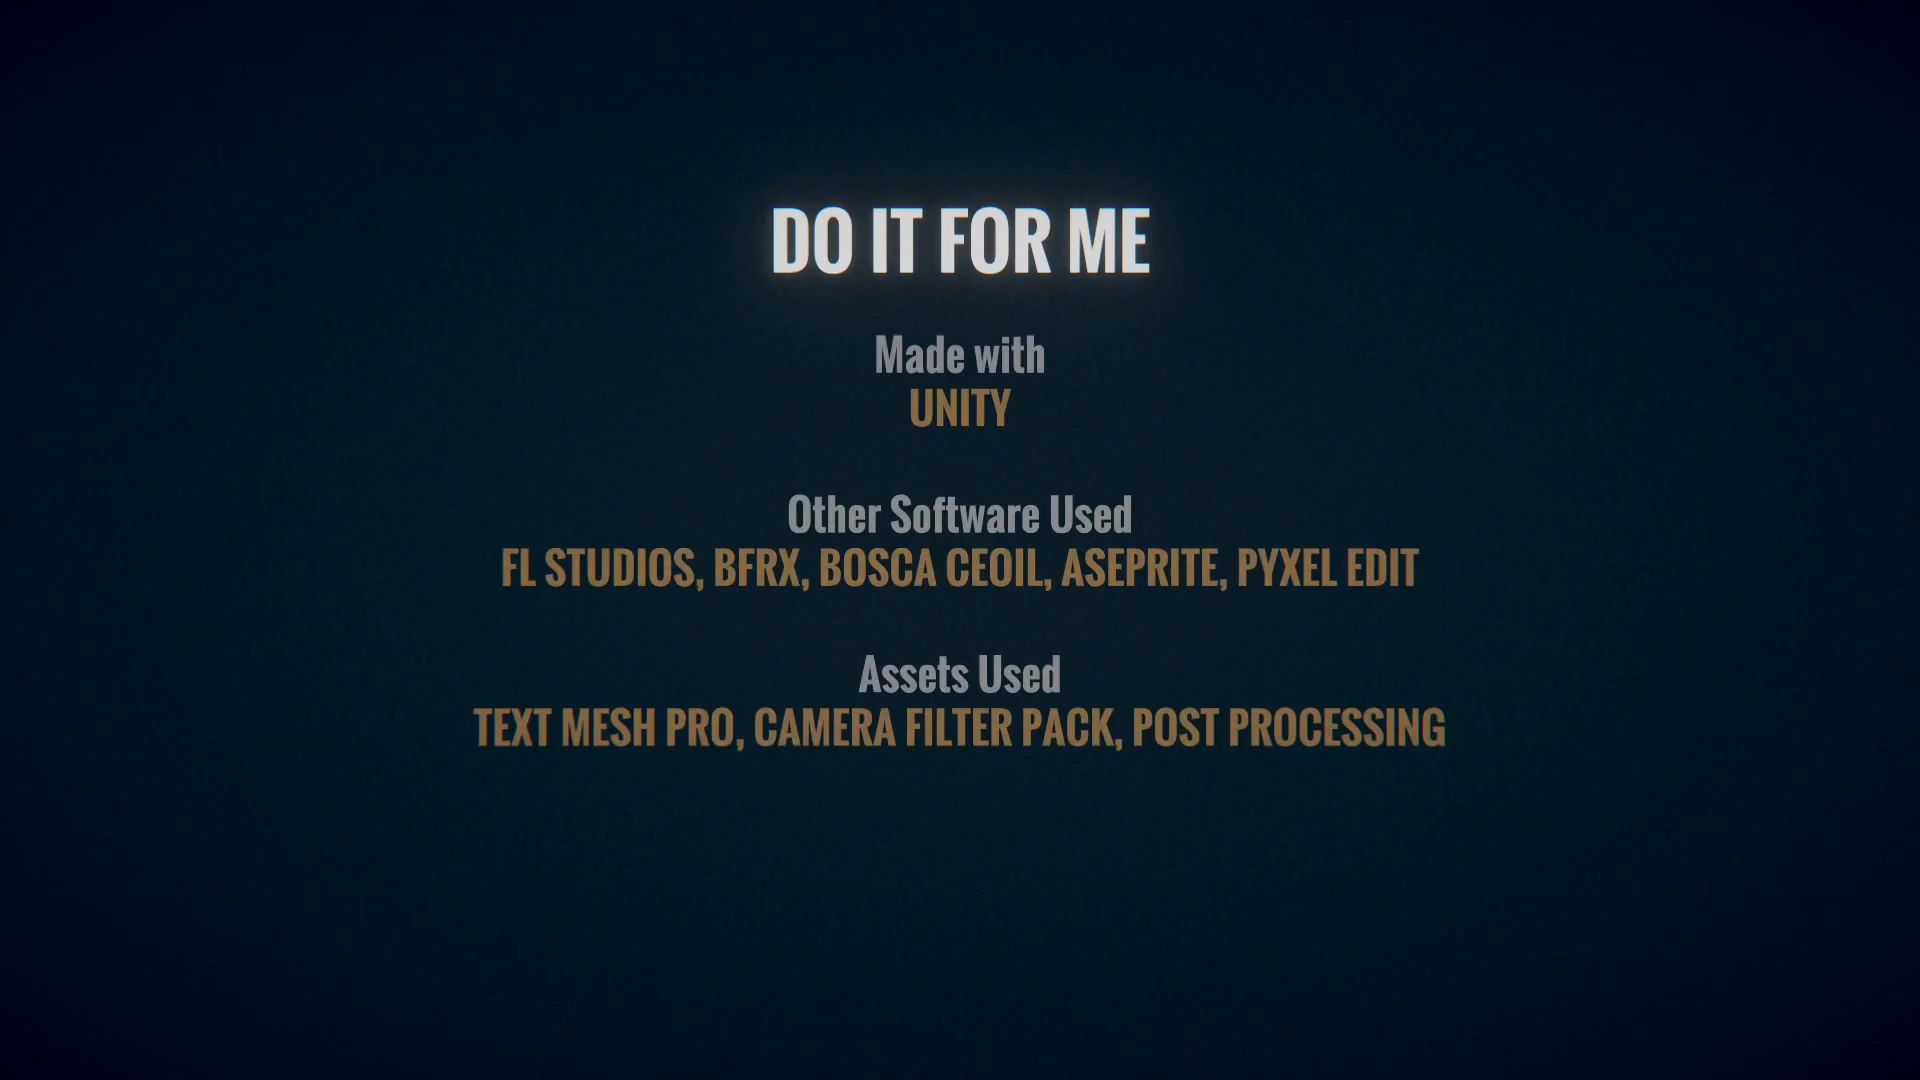 DO IT FOR ME
Made with
UNITY
Other Software Used
FL STUDIOS, BFRX, BOSCA CEOIL, ASEPRITE, PYXEL EDIT
Assets Used
TEXT MESH PRO, CAMERA FILTER PACK, POST PROCESSING